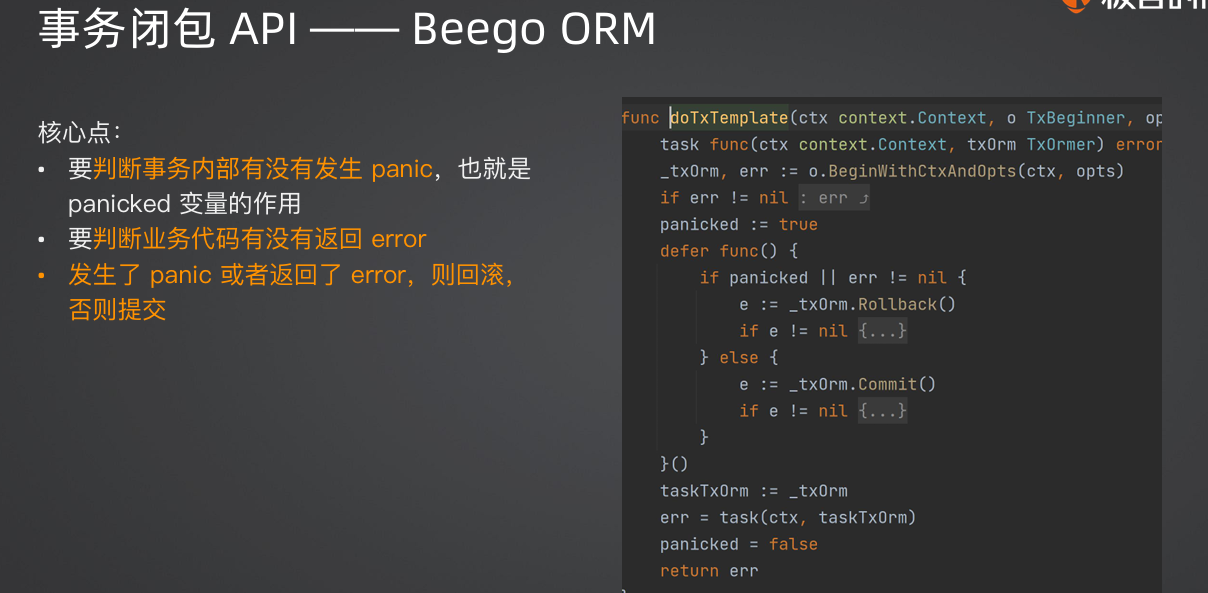 事务闭包 API —— Beego ORM
核心点：
• 要判断事务内部有没有发生 panic，也就是
panicked 变量的作用
• 要判断业务代码有没有返回 error
• 发生了 panic 或者返回了 error，则回滚，
否则提交
func doTxTemplate(ctx context.Context, o TxBeginner, op
task func(ctx context.Context, txOrm TxOrmer) error
_txOrm, err := o.BeginWithCtxAndOpts(ctx, opts)
if err != nil : err ⤴
panicked := true
defer func() {
if panicked || err != nil {
e := _txOrm.Rollback()
if e != nil {...}
} else {
e := _txOrm.Commit()
if e != nil {...}
}
}()
taskTxOrm := _txOrm
err = task(ctx, taskTxOrm)
panicked = false
return err